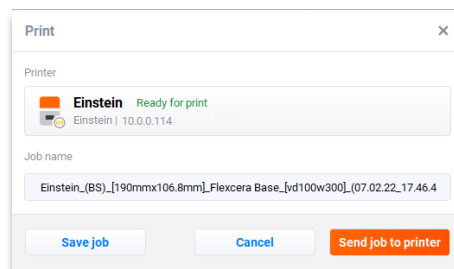 Print
Printer
Einstein Ready for print
Einstein | 10.0.0.114
Job name
Einstein_(BS)_[190mmx106.8mm]_Flexcera Base_[vd100w300]_(07.02.22_17.46.4
Save job
Cancel
Send job to printer